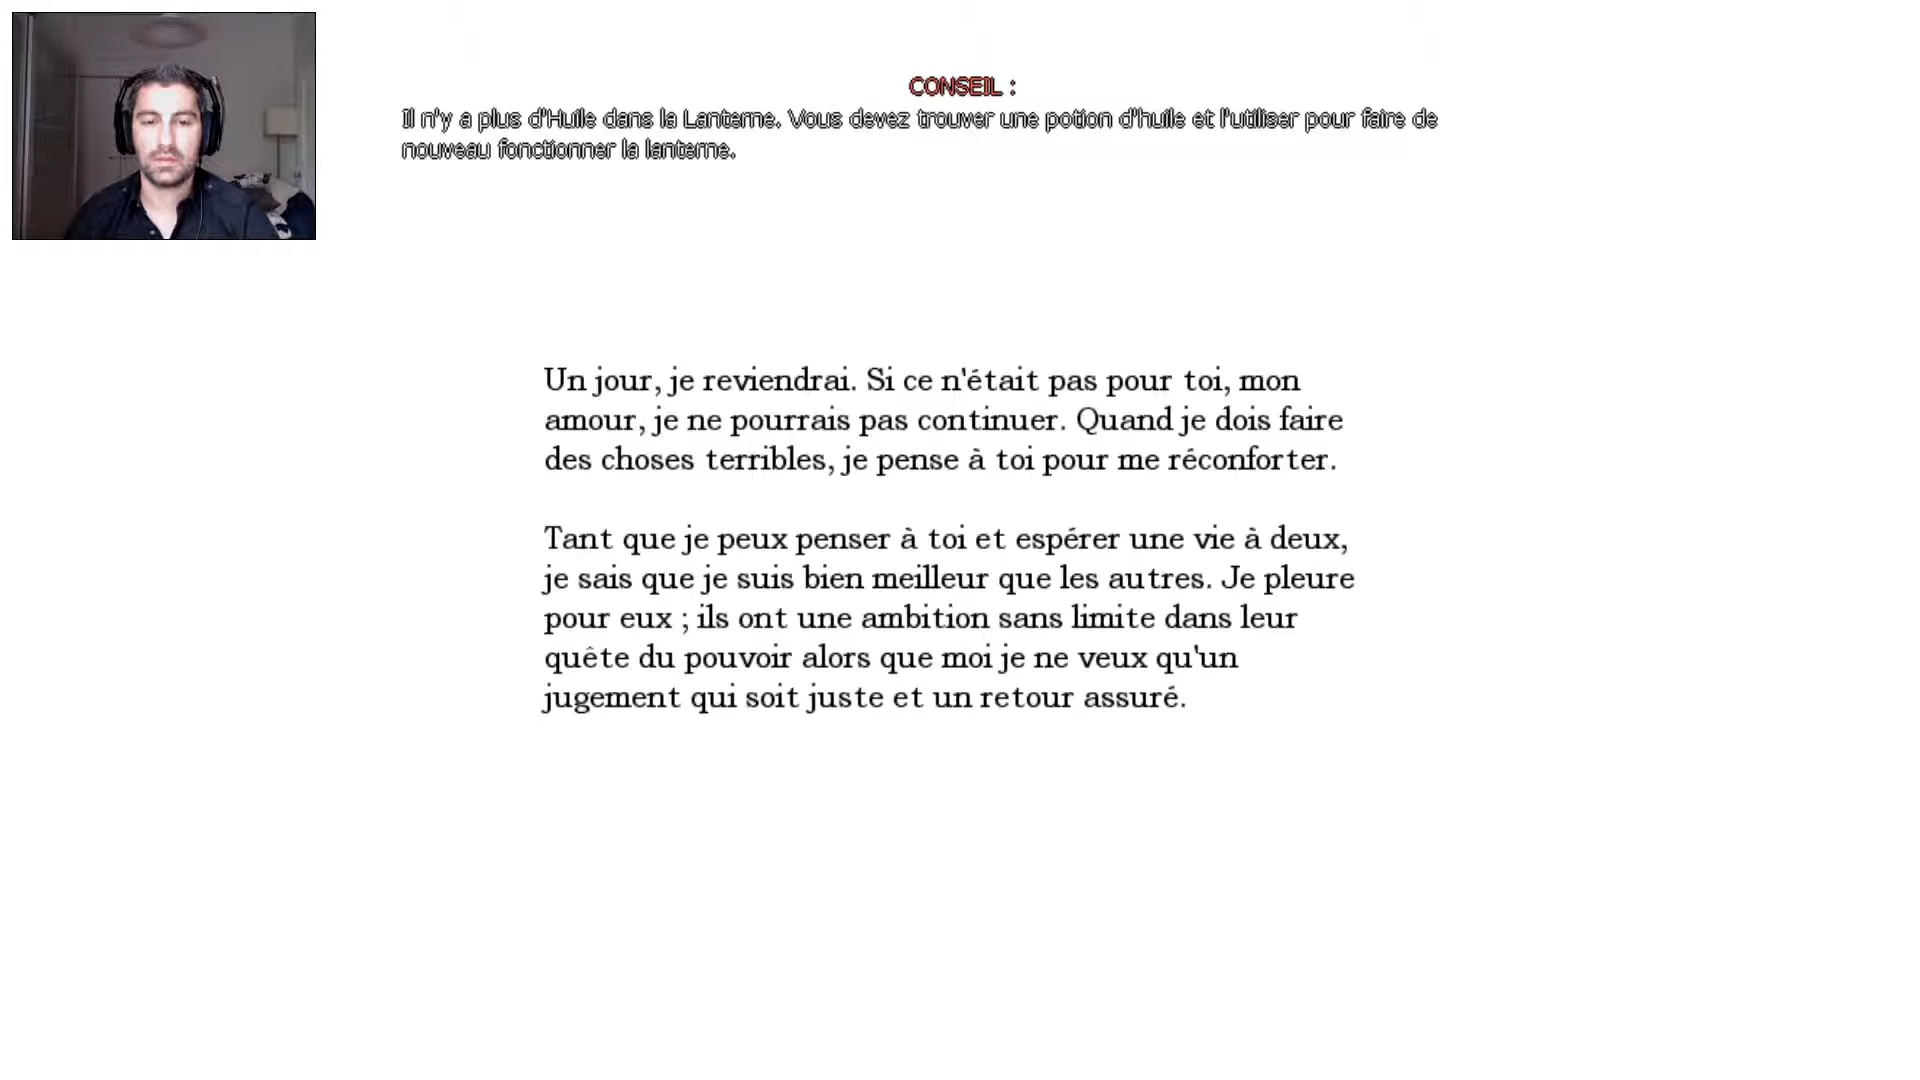 CONSEIL :
Il n'y a plus d'Huile dans la Lanterne. Vous devez trouver une potion d'huile et l'utiliser pour faire de
nouveau fonctionner la lanterne.
Un jour, je reviendrai. Si ce n'était pas pour toi, mon
amour, je ne pourrais pas continuer. Quand je dois faire
des choses terribles, je pense à toi pour me réconforter.
Tant que je peux penser à toi et espérer une vie à deux,
je sais que je suis bien meilleur que les autres. Je pleure
pour eux ; ils ont une ambition sans limite dans leur
quête du pouvoir alors que moi je ne veux qu'un
jugement qui soit juste et un retour assuré.